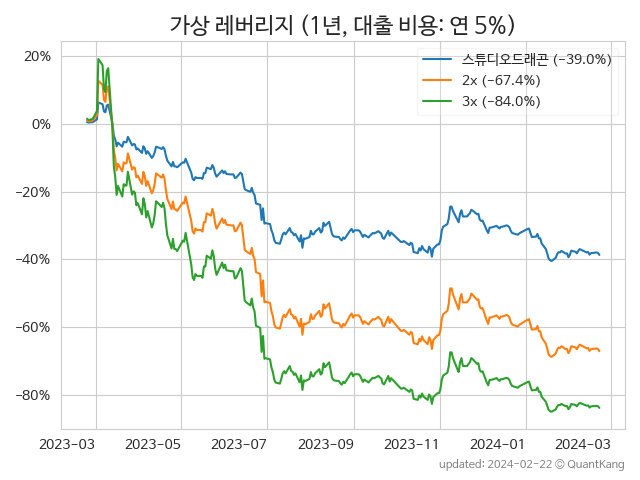 가상 레버리지 (1년, 대출 비용: 연 5%)
스튜디오드래곤 (−39.0%)
2x (−67.4%)
3x (−84.0%)
20%
0%
−20%
−40%
−60%
−80%
2023-03
2023-05
2023-07
2023-09
2023-11
2024-01
2024-03
updated: 2024-02-22 © QuantKang